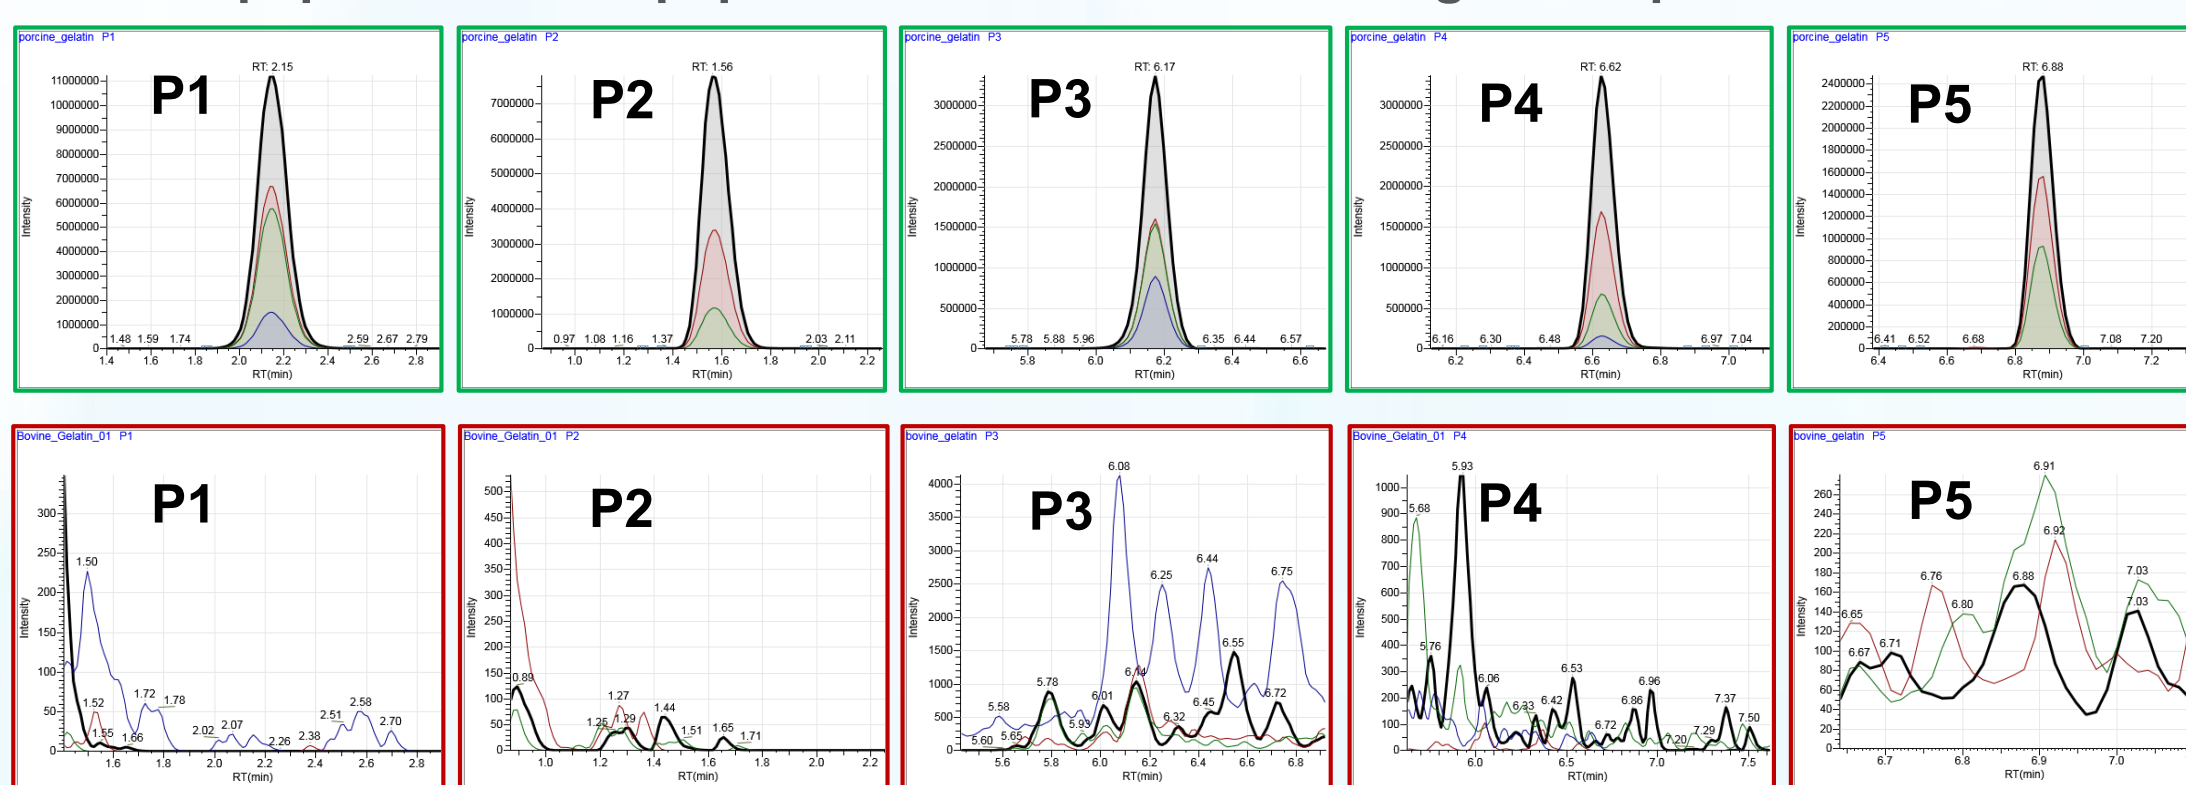 porcine_gelatin P1
P1
RT: 2.15
11000000
10000000
9000000
8000000
7000000
6000000
5000000
4000000
3000000
2000000
1000000
0
Intensity
1.48 1.59 1.74 2.59 2.67 2.79
1.4 1.6 1.8 2.0 2.2 2.4 2.6 2.8
RT(min)
porcine_gelatin P2
P2
RT: 1.56
7000000
6000000
5000000
4000000
3000000
2000000
1000000
0
Intensity
0.97 1.08 1.16 1.37 2.03 2.11
1.0 1.2 1.4 1.6 1.8 2.0 2.2
RT(min)
porcine_gelatin P3
P3
RT: 6.17
3000000
2500000
2000000
1500000
1000000
500000
0
Intensity
5.78 5.88 5.96 6.35 6.44 6.57
5.8 6.0 6.2 6.4 6.6
RT(min)
porcine_gelatin P4
P4
RT: 6.62
3000000
2500000
2000000
1500000
1000000
500000
0
Intensity
6.16 6.30 6.48 6.97 7.04
6.2 6.4 6.6 6.8 7.0
RT(min)
porcine_gelatin P5
P5
RT: 6.88
2400000
2200000
2000000
1800000
1600000
1400000
1200000
1000000
800000
600000
400000
200000
0
Intensity
6.41 6.52 6.68 7.08 7.20
6.4 6.6 6.8 7.0 7.2
RT(min)
Bovine_Gelatin_01 P1
P1
300
250
200
150
100
50
0
Intensity
1.50
1.52
1.55
1.66
1.72
1.78
2.02
2.07
2.26
2.38
2.51
2.58
2.70
1.6 1.8 2.0 2.2 2.4 2.6 2.8
RT(min)
Bovine_Gelatin_01 P2
P2
500
450
400
350
300
250
200
150
100
50
0
Intensity
0.89
1.25
1.27
1.29
1.44
1.51
1.65
1.71
1.0 1.2 1.4 1.6 1.8 2.0 2.2
RT(min)
bovine_gelatin P3
P3
4000
3500
3000
2500
2000
1500
1000
500
0
Intensity
5.58
5.60
5.65
5.78
5.93
6.01
6.08
6.14
6.25
6.32
6.44
6.45
6.55
6.72
6.75
5.6 5.8 6.0 6.2 6.4 6.6 6.8
RT(min)
Bovine_Gelatin_01 P4
P4
1000
900
800
700
600
500
400
300
200
100
0
Intensity
5.68
5.76
5.93
6.06
6.33
6.42
6.53
6.72
6.86
6.96
7.20
7.29
7.37
7.50
6.0 6.5 7.0 7.5
RT(min)
bovine_gelatin P5
P5
260
240
220
200
180
160
140
120
100
80
60
40
20
0
Intensity
6.65
6.67
6.71
6.76
6.80
6.88
6.91
6.92
7.03
7.03
6.7 6.8 6.9 7.0
RT(min)